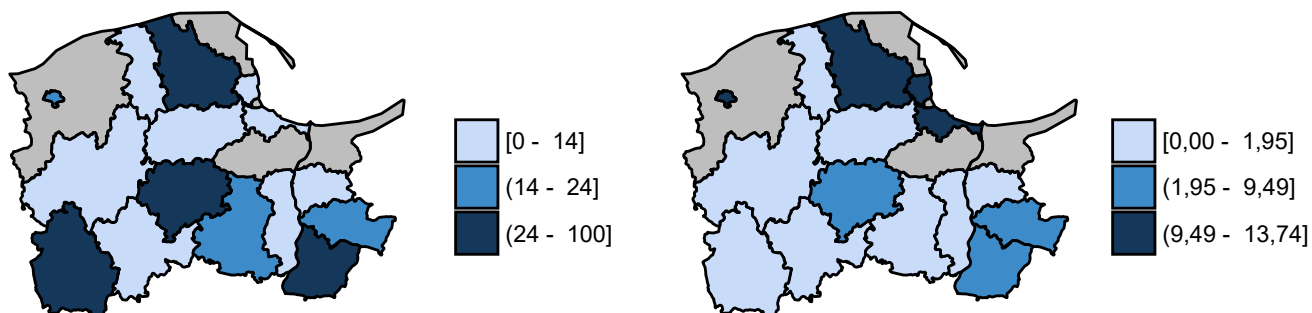 [0 - 14]
(14 - 24]
(24 - 100]
[0,00 - 1,95]
(1,95 - 9,49]
(9,49 - 13,74]